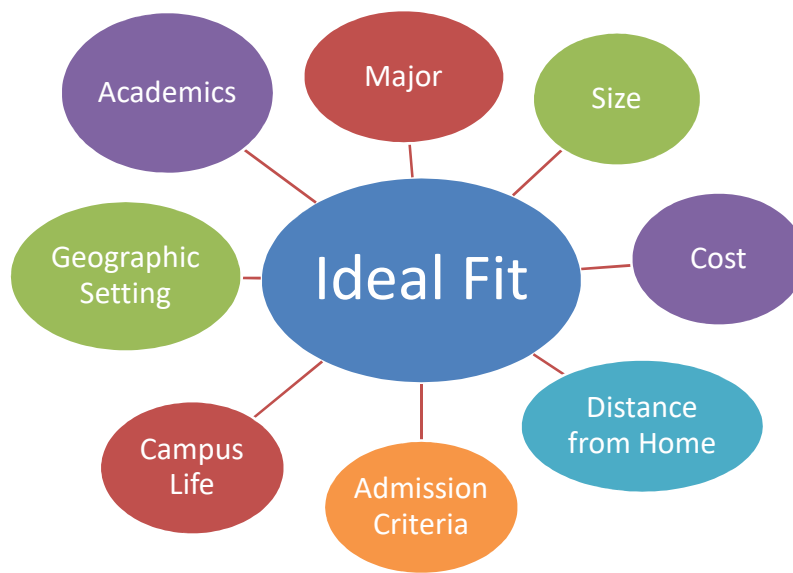 Major
Size
Academics
Cost
Ideal Fit
Geographic
Setting
Distance
from Home
Campus
Life
Admission
Criteria